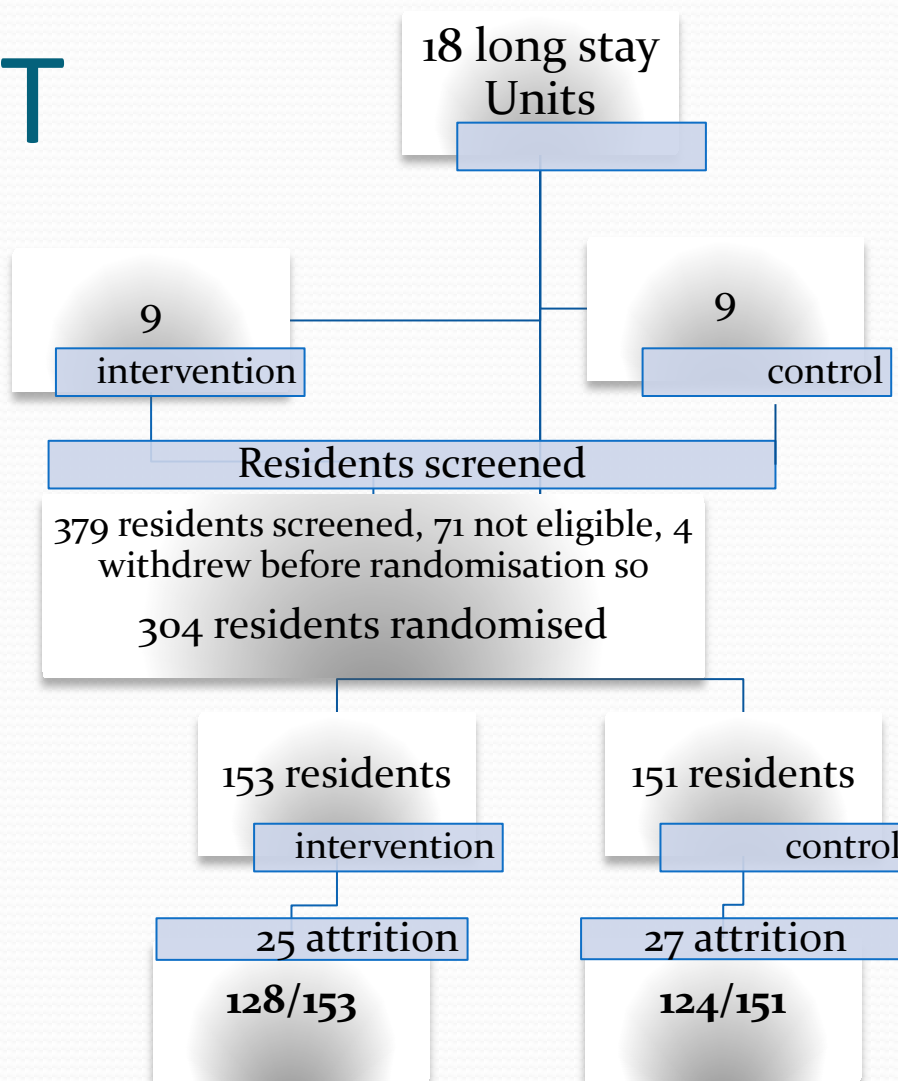 T
18 long stay
Units
9
intervention
9
control
Residents screened
379 residents screened, 71 not eligible, 4
withdrew before randomisation so
304 residents randomised
153 residents
intervention
151 residents
control
25 attrition
128/153
27 attrition
124/151